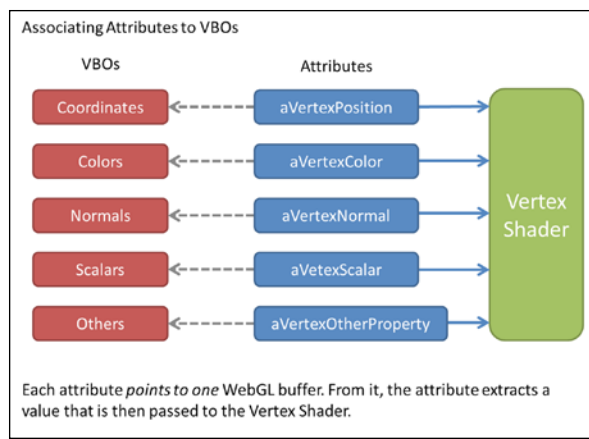 Associating Attributes to VBOs
VBOs Attributes
Coordinates aVertexPosition
Colors aVertexColor
Normals aVertexNormal
Vertex
Shader
Scalars aVetexScalar
Others aVertexOtherProperty
Each attribute points to one WebGL buffer. From it, the attribute extracts a
value that is then passed to the Vertex Shader.